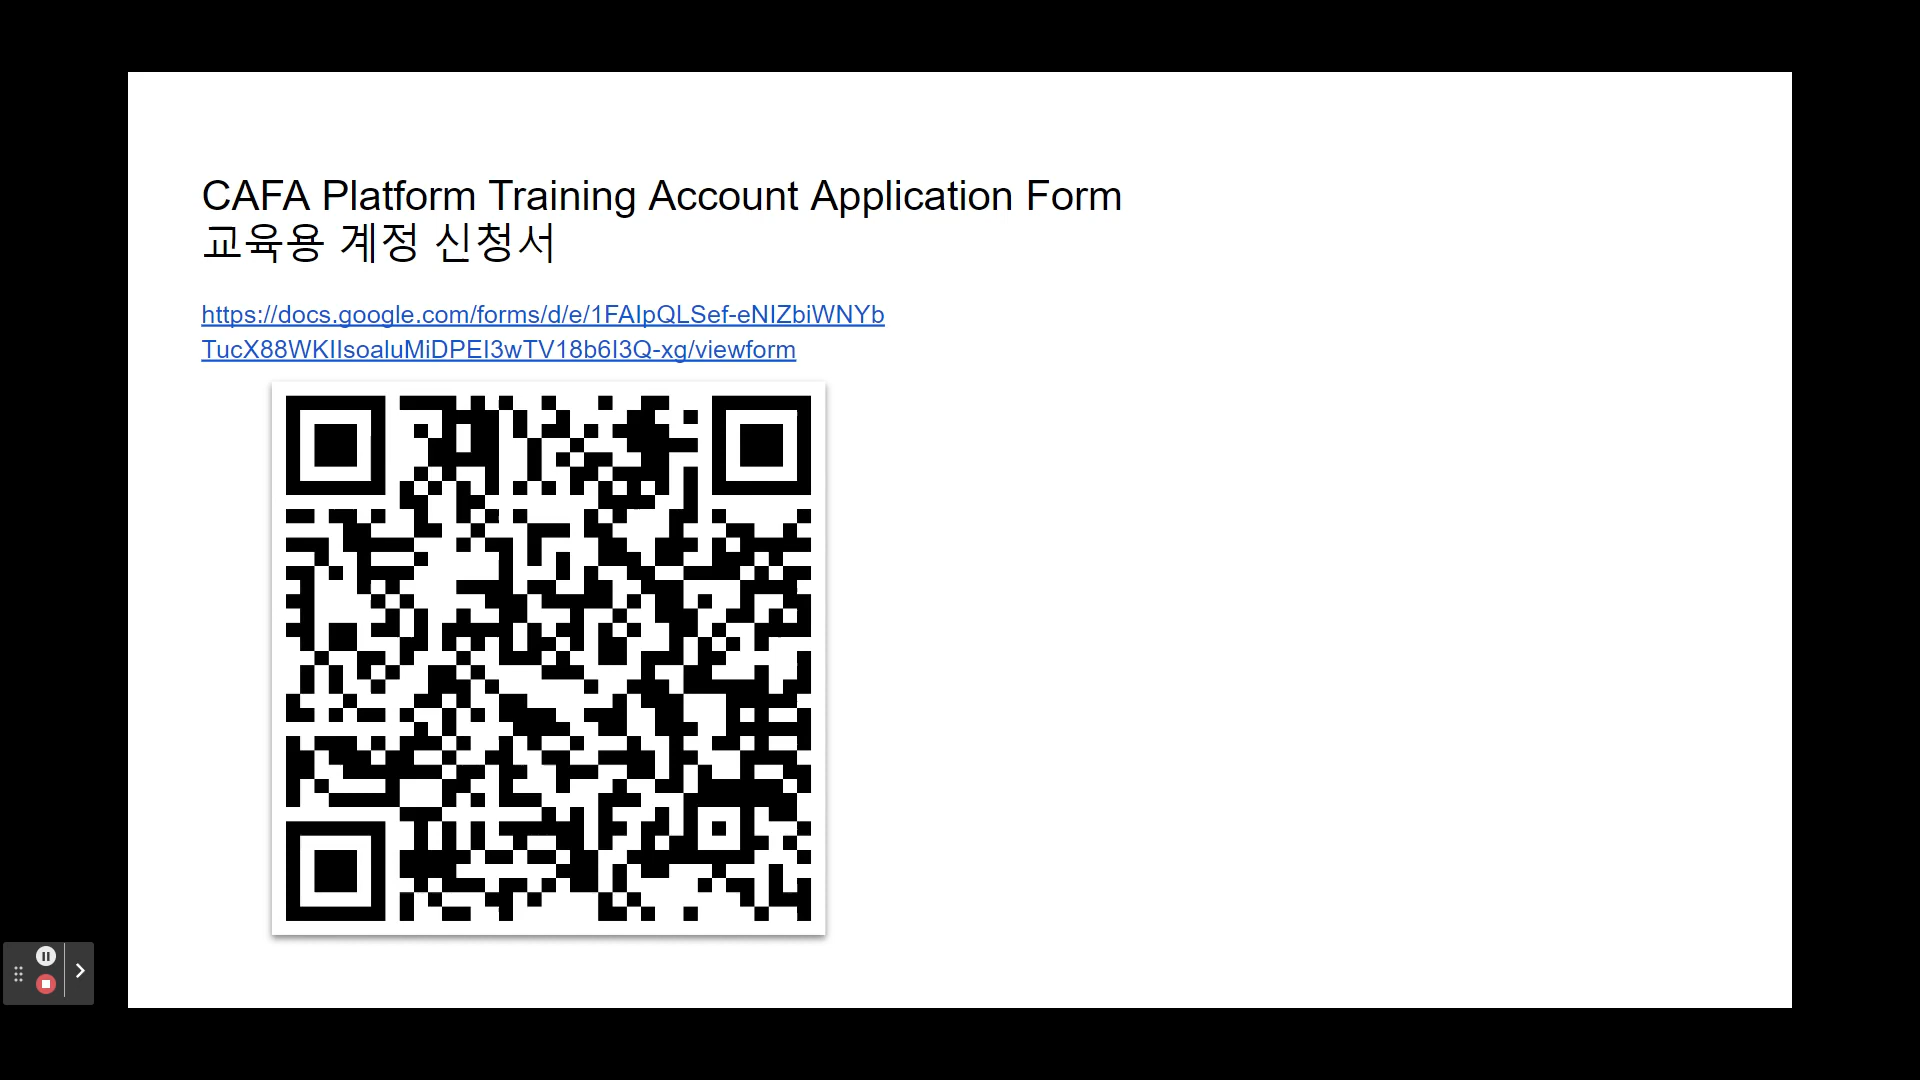 CAFA Platform Training Account Application Form
교육용 계정 신청서
https://docs.google.com/forms/d/e/1FAIpQLSef-eNIZbiWNYb
TucX88WKIIsoaluMiDPEI3wTV18b6I3Q-xg/viewform